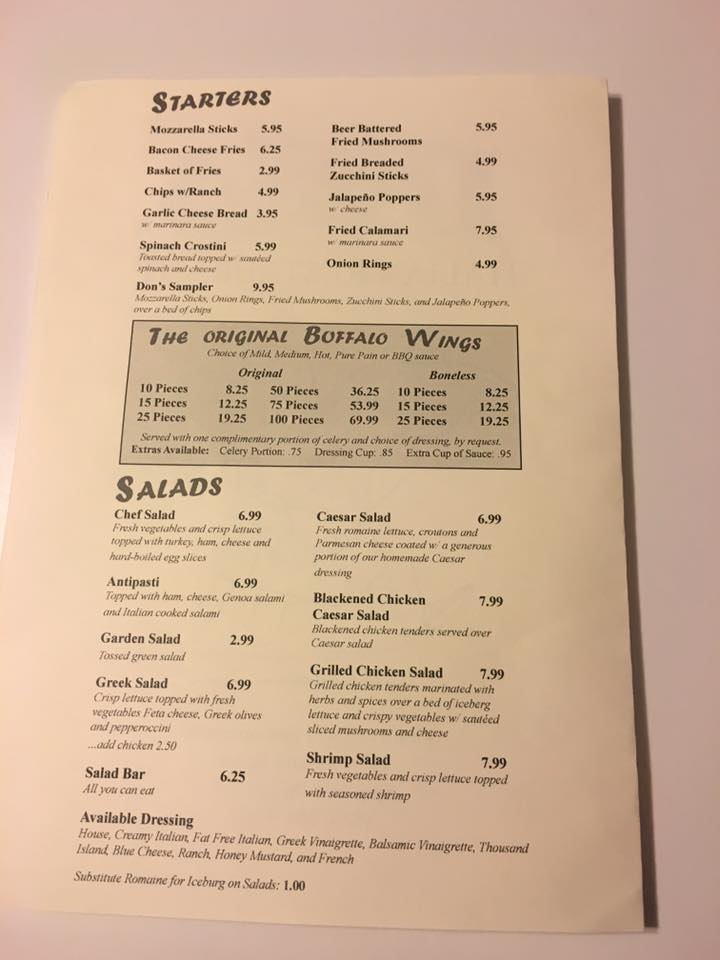 STARTERS
Mozzarella Sticks 5.95
Bacon Cheese Fries 6.25
Basket of Fries 2.99
Chips w/Ranch 4.99
Garlic Cheese Bread 3.95
w/ marinara sauce
Spinach Crostini 5.99
Toasted bread topped w/ sautéed
spinach and cheese
Beer Battered 5.95
Fried Mushrooms
Fried Breaded 4.99
Zucchini Sticks
Jalapeño Poppers 5.95
w/ cheese
Fried Calamari 7.95
w/ marinara sauce
Onion Rings 4.99
Don's Sampler 9.95
Mozzarella Sticks, Onion Rings, Fried Mushrooms, Zucchini Sticks, and Jalapeño Poppers,
over a bed of chips
THE ORIGINAL BUFFALO WINGS
Choice of Mild, Medium, Hot, Pure Pain or BBQ sauce
Original Boneless
10 Pieces 8.25 50 Pieces 36.25 10 Pieces 8.25
15 Pieces 12.25 75 Pieces 53.99 15 Pieces 12.25
25 Pieces 19.25 100 Pieces 69.99 25 Pieces 19.25
Served with one complimentary portion of celery and choice of dressing, by request.
Extras Available: Celery Portion: .75 Dressing Cup: .85 Extra Cup of Sauce: .95
SALADS
Chef Salad 6.99
Fresh vegetables and crisp lettuce
topped with turkey, ham, cheese and
hard-boiled egg slices
Antipasti 6.99
Topped with ham, cheese, Genoa salami
and Italian cooked salami
Garden Salad 2.99
Tossed green salad
Greek Salad 6.99
Crisp lettuce topped with fresh
vegetables Feta cheese, Greek olives
and pepperoccini
...add chicken 2.50
Salad Bar 6.25
All you can eat
Caesar Salad 6.99
Fresh romaine lettuce, croutons and
Parmesan cheese coated w/ a generous
portion of our homemade Caesar
dressing
Blackened Chicken 7.99
Caesar Salad
Blackened chicken tenders served over
Caesar salad
Grilled Chicken Salad 7.99
Grilled chicken tenders marinated with
herbs and spices over a bed of iceberg
lettuce and crispy vegetables w/ sautéed
sliced mushrooms and cheese
Shrimp Salad 7.99
Fresh vegetables and crisp lettuce topped
with seasoned shrimp
Available Dressing
House, Creamy Italian, Fat Free Italian, Greek Vinaigrette, Balsamic Vinaigrette, Thousand
Island, Blue Cheese, Ranch, Honey Mustard, and French
Substitute Romaine for Iceburg on Salads: 1.00